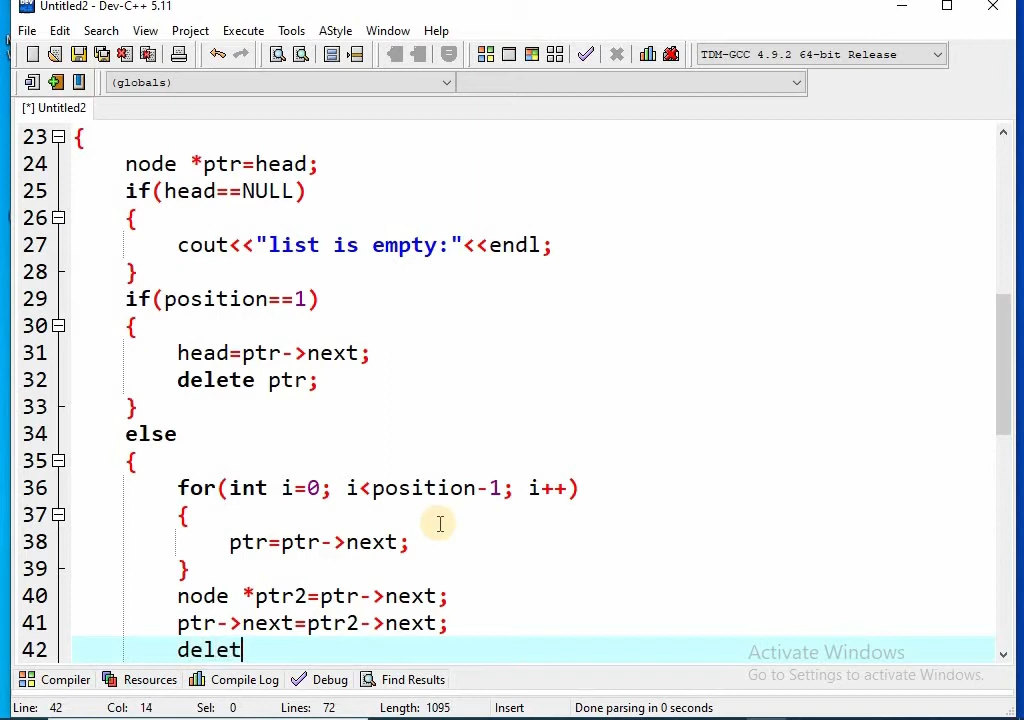 Untitled2 - Dev-C++ 5.11
File Edit Search View Project Execute Tools AStyle Window Help
TDM-GCC 4.9.2 64-bit Release
(globals)
[*] Untitled2
23 {
24 node *ptr=head;
25 if(head==NULL)
26 {
27 cout<<"list is empty:"<<endl;
28 }
29 if(position==1)
30 {
31 head=ptr->next;
32 delete ptr;
33 }
34 else
35 {
36 for(int i=0; i<position-1; i++)
37 {
38 ptr=ptr->next;
39 }
40 node *ptr2=ptr->next;
41 ptr->next=ptr2->next;
42 delet
Activate Windows
Go to Settings to activate Windows.
Compiler Resources Compile Log Debug Find Results
Line: 42 Col: 14 Sel: 0 Lines: 72 Length: 1095 Insert Done parsing in 0 seconds